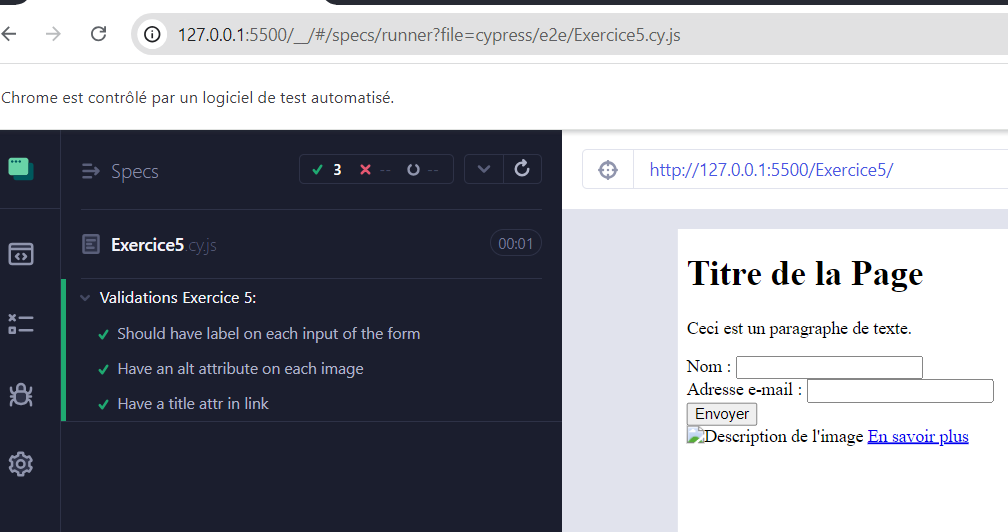 127.0.0.1:5500/__/#/specs/runner?file=cypress/e2e/Exercice5.cy.js
Chrome est contrôlé par un logiciel de test automatisé.
Specs
3 -- --
http://127.0.0.1:5500/Exercice5/
Exercice5.cy.js 00:01
Validations Exercice 5:
Should have label on each input of the form
Have an alt attribute on each image
Have a title attr in link
Titre de la Page
Ceci est un paragraphe de texte.
Nom :
Adresse e-mail :
Envoyer
Description de l'image En savoir plus